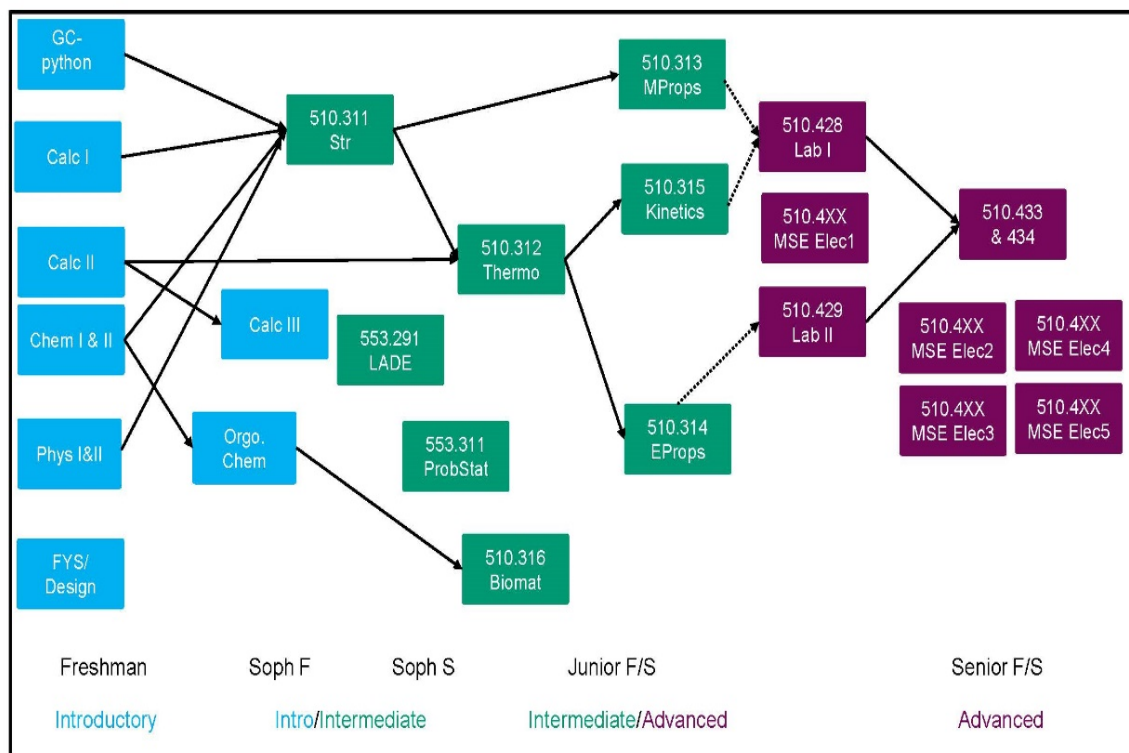 GC-
python
Calc I
Calc II
Chem I & II
Phys I&II
FYS/
Design
510.311
Str
Calc III
Orgo.
Chem
553.291
LADE
553.311
ProbStat
510.312
Thermo
510.316
Biomat
510.313
MProps
510.315
Kinetics
510.314
EProps
510.428
Lab I
510.4XX
MSE Elec1
510.429
Lab II
510.433
& 434
510.4XX
MSE Elec2
510.4XX
MSE Elec4
510.4XX
MSE Elec3
510.4XX
MSE Elec5
Freshman
Soph F
Soph S
Junior F/S
Senior F/S
Introductory
Intro/Intermediate
Intermediate/Advanced
Advanced